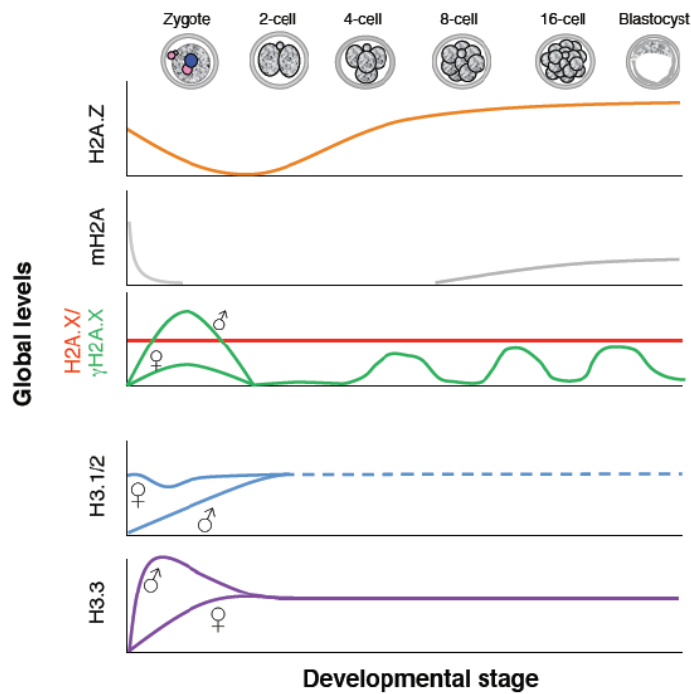 Zygote 2-cell 4-cell 8-cell 16-cell Blastocyst
Global levels
H2A.Z
mH2A
H2A.X/
γH2A.X
♂
♀
H3.1/2
♀
♂
H3.3
♂
♀
Developmental stage